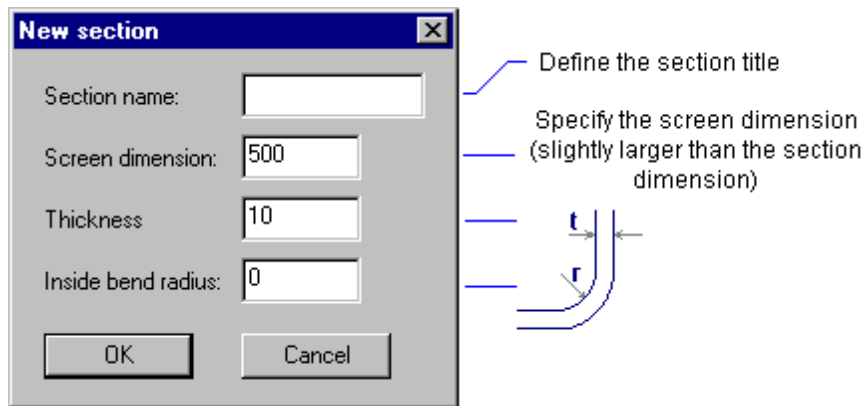 New section
Section name:
Define the section title
Screen dimension: 500
Specify the screen dimension
(slightly larger than the section
dimension)
Thickness 10
t
Inside bend radius: 0
r
OK Cancel